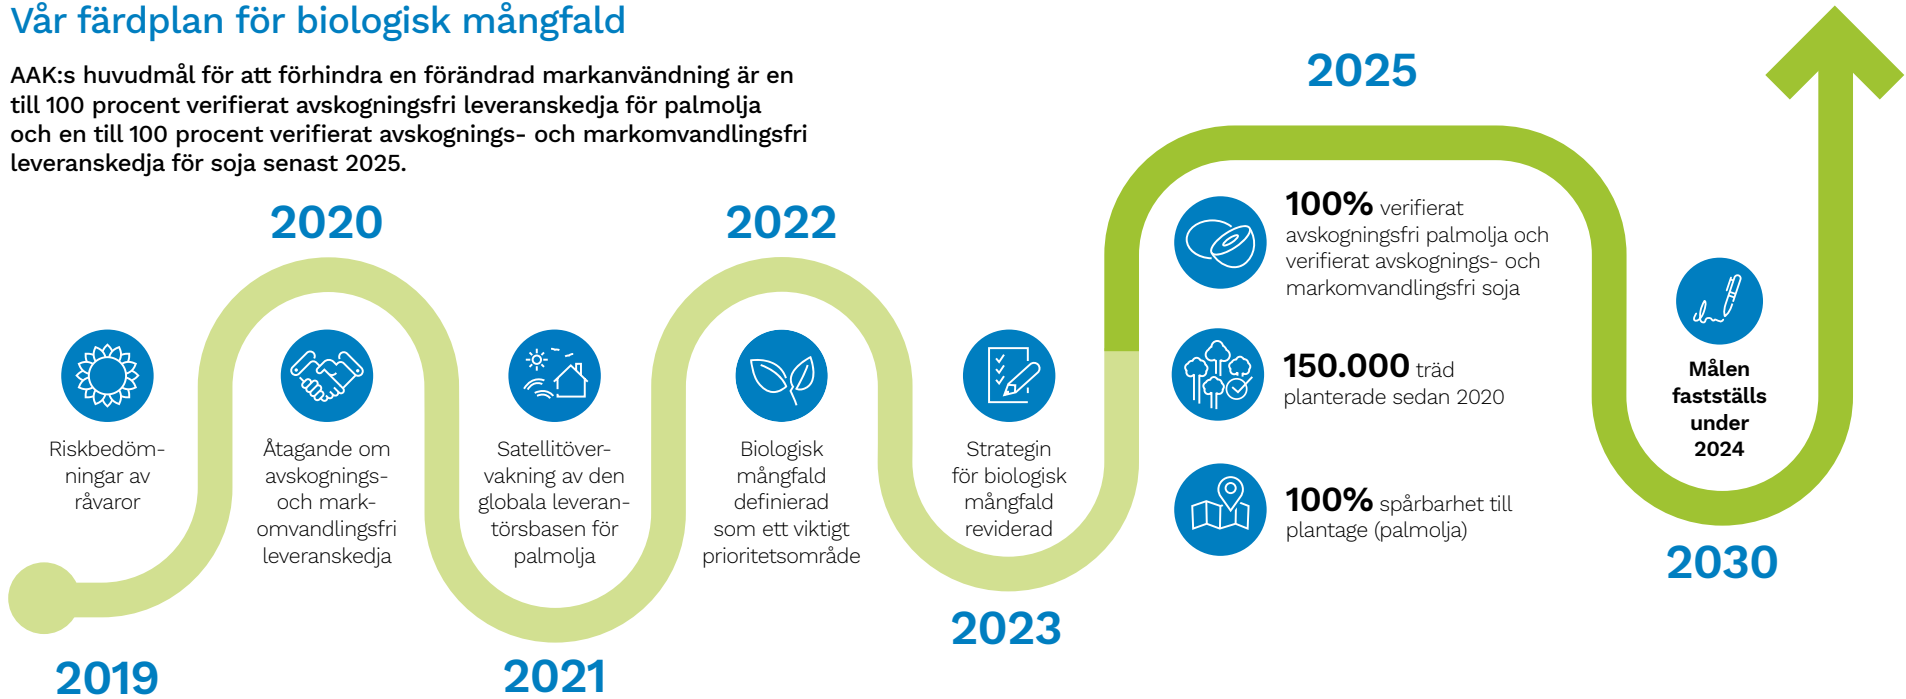 Vår färdplan för biologisk mångfald
AAK:s huvudmål för att förhindra en förändrad markanvändning är en
till 100 procent verifierat avskogningsfri leveranskedja för palmolja
och en till 100 procent verifierat avskognings- och markomvandlingsfri
leveranskedja för soja senast 2025.
2019
Riskbedöm-
ningar av
råvaror
2020
Åtagande om
avskognings-
och mark-
omvandlingsfri
leveranskedja
2021
Satellitöver-
vakning av den
globala leveran-
törsbasen för
palmolja
2022
Biologisk
mångfald
definierad
som ett viktigt
prioritetsområde
2023
Strategin
för biologisk
mångfald
reviderad
2025
100% verifierat
avskogningsfri palmolja och
verifierat avskognings- och
markomvandlingsfri soja
150.000 träd
planterade sedan 2020
100% spårbarhet till
plantage (palmolja)
2030
Målen
fastställs
under
2024